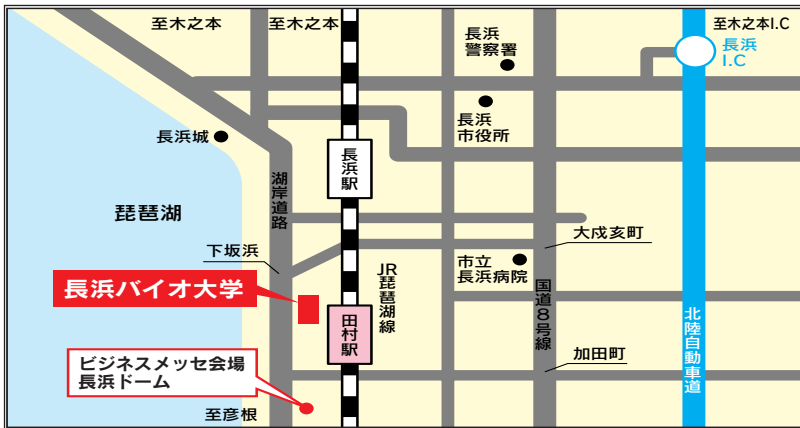 至木之本
至木之本
至木之本I.C
長浜
警察署
長浜
I.C
長浜
市役所
長浜城
長浜駅
湖岸道路
琵琶湖
大戌亥町
下坂浜
市立
長浜病院
JR琵琶湖線
国道8号線
長浜バイオ大学
田村駅
北陸自動車道
加田町
ビジネスメッセ会場
長浜ドーム
至彦根